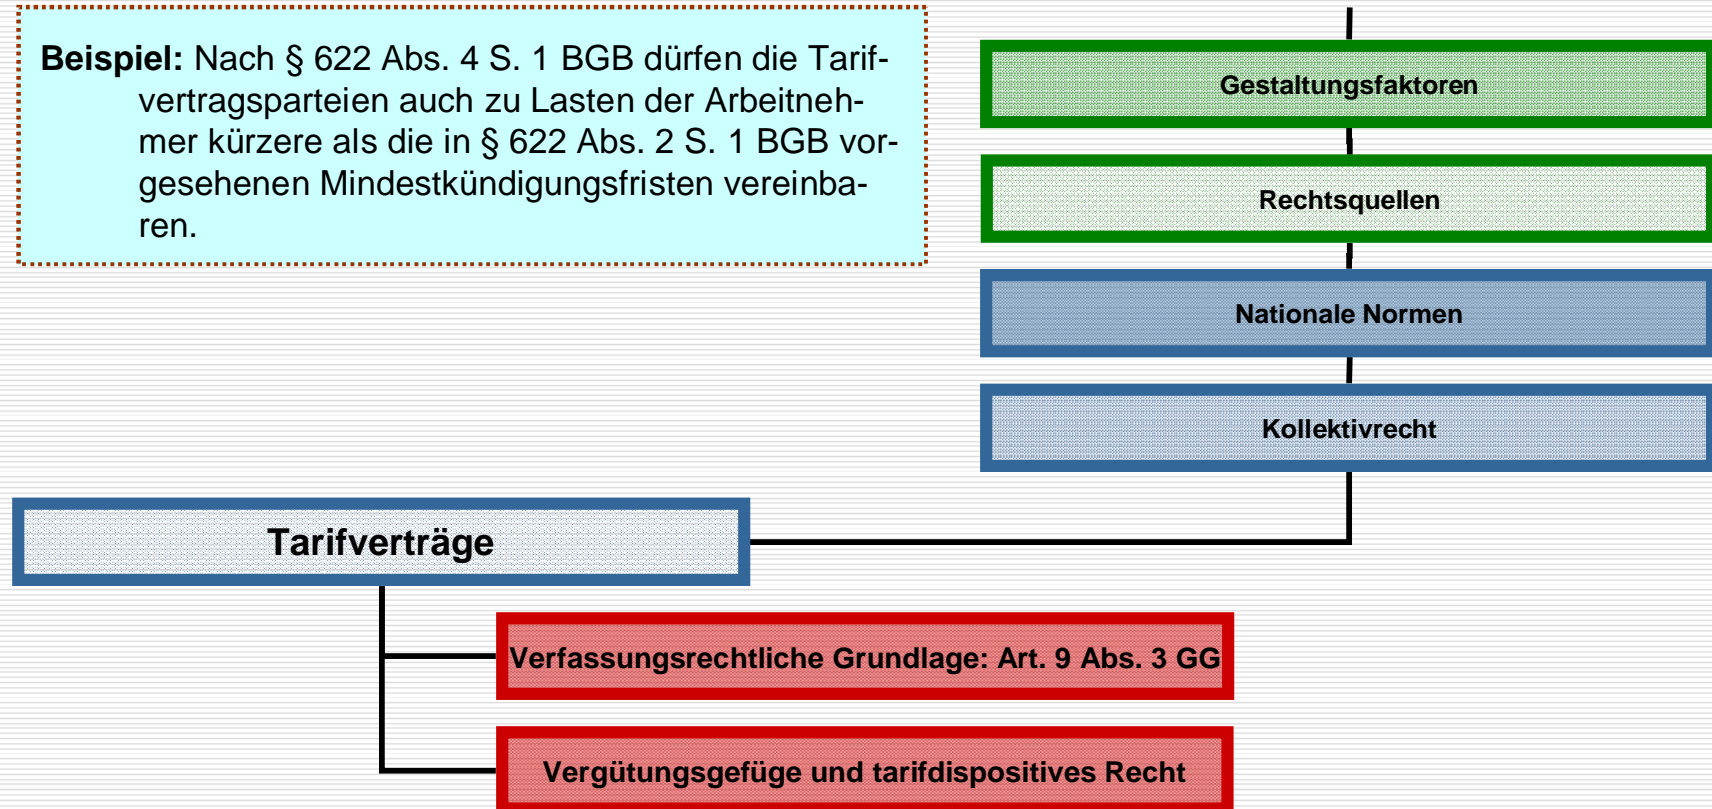 Beispiel: Nach § 622 Abs. 4 S. 1 BGB dürfen die Tarif-
vertragsparteien auch zu Lasten der Arbeitneh-
mer kürzere als die in § 622 Abs. 2 S. 1 BGB vor-
gesehenen Mindestkündigungsfristen vereinba-
ren.
Gestaltungsfaktoren
Rechtsquellen
Nationale Normen
Kollektivrecht
Tarifverträge
Verfassungsrechtliche Grundlage: Art. 9 Abs. 3 GG
Vergütungsgefüge und tarifdispositives Recht